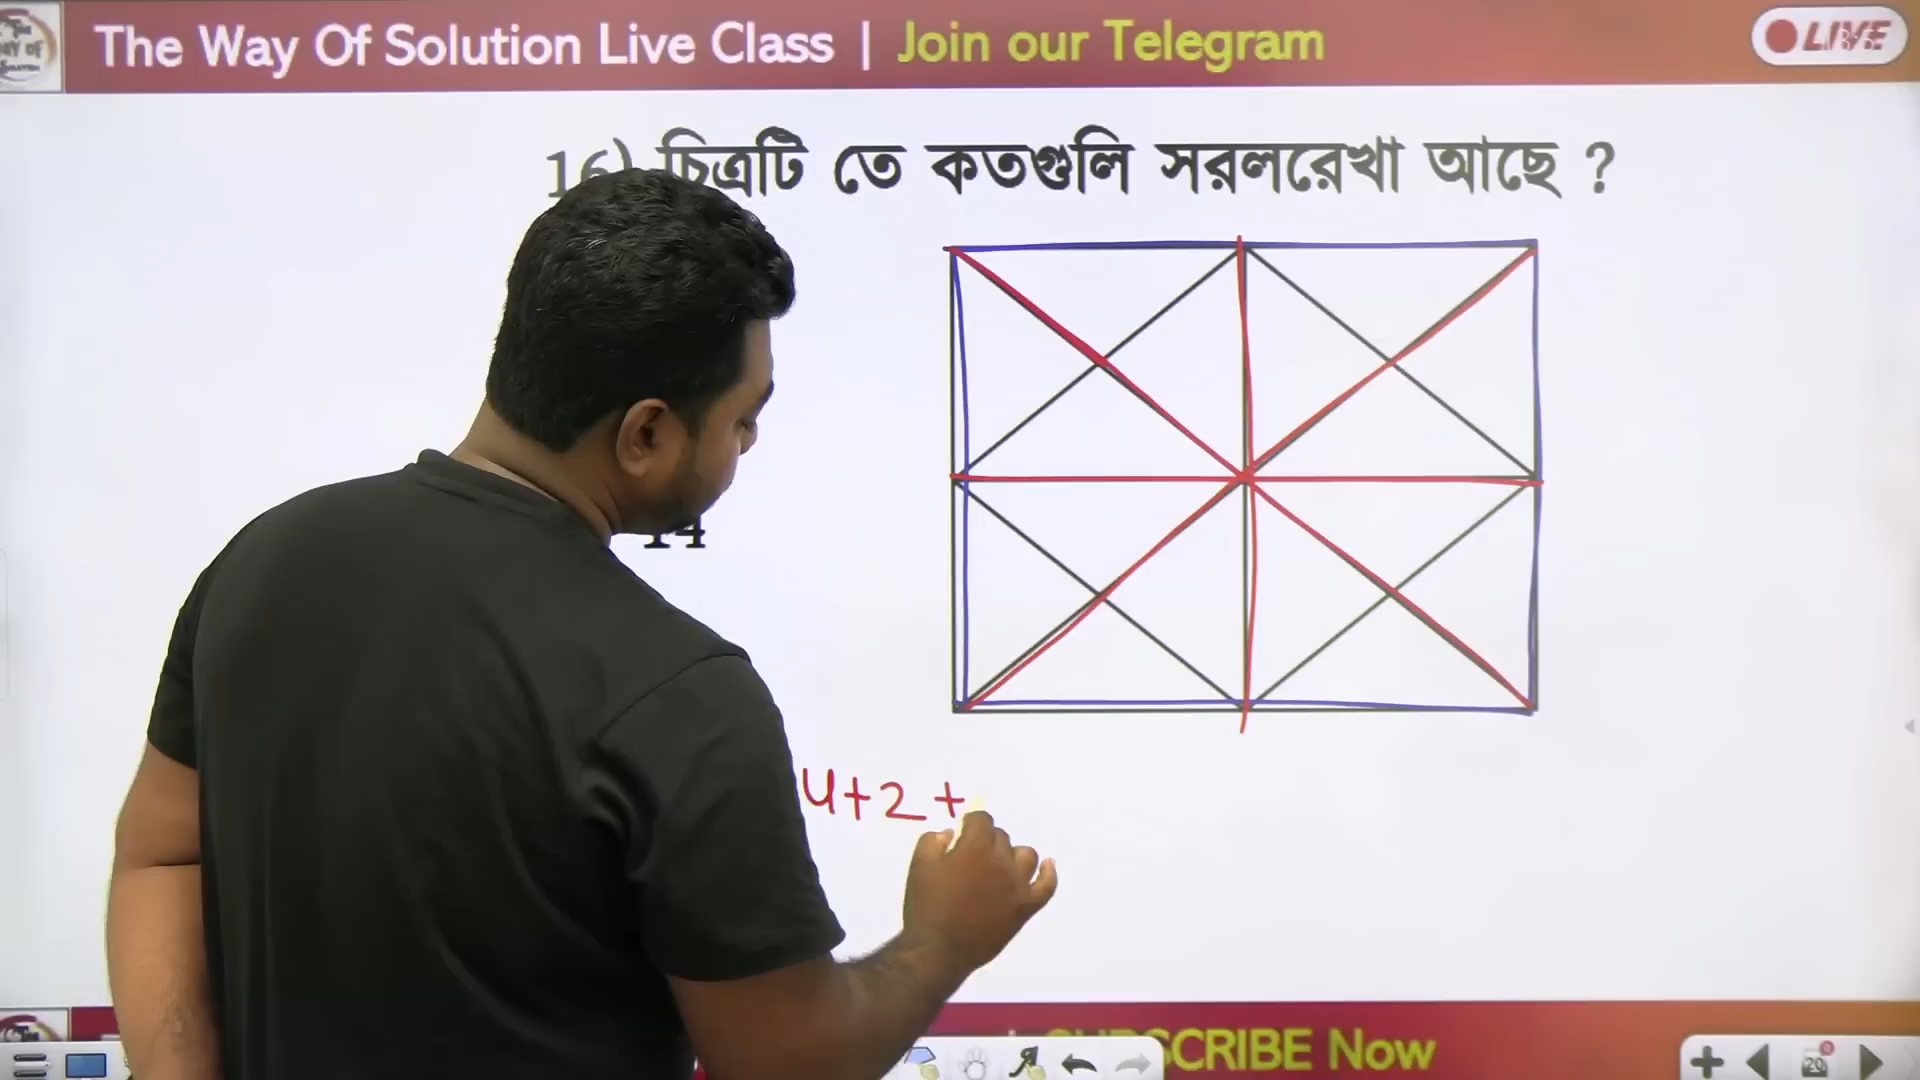 The Way Of Solution Live Class | Join our Telegram
LIVE
16) চিত্রটি তে কতগুলি সরলরেখা আছে ?
14
4+2+
SUBSCRIBE Now
20